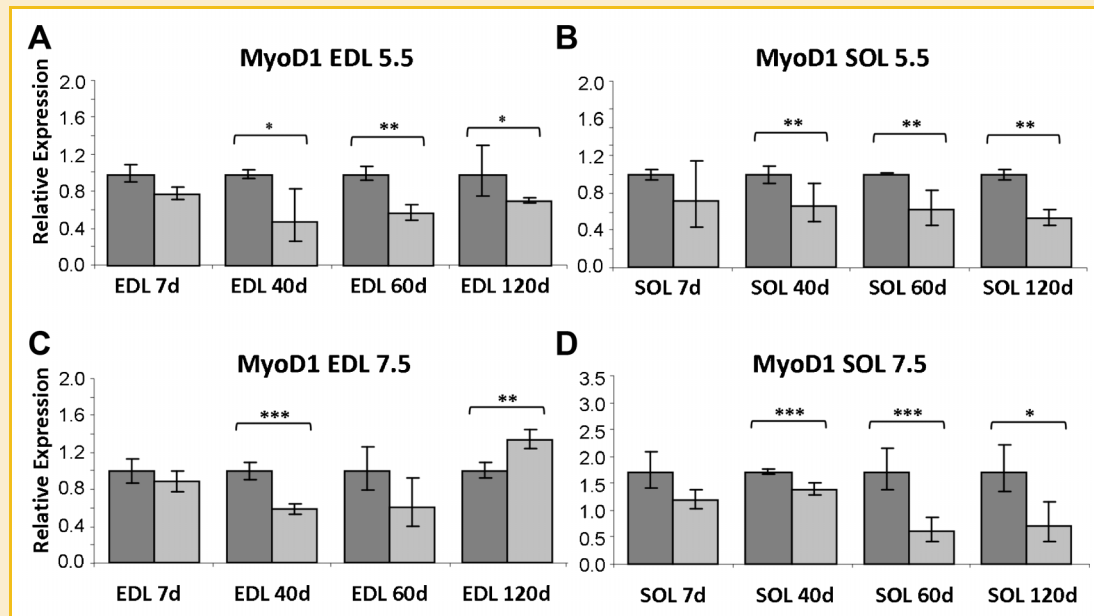 A
MyoD1 EDL 5.5
Relative Expression
2.0
1.6
1.2
0.8
0.4
0.0
*
**
*
EDL 7d EDL 40d EDL 60d EDL 120d
B
MyoD1 SOL 5.5
2.0
1.6
1.2
0.8
0.4
0.0
**
**
**
SOL 7d SOL 40d SOL 60d SOL 120d
C
MyoD1 EDL 7.5
Relative Expression
2.0
1.6
1.2
0.8
0.4
0.0
***
**
EDL 7d EDL 40d EDL 60d EDL 120d
D
MyoD1 SOL 7.5
3.5
3.0
2.5
2.0
1.5
1.0
0.5
0.0
***
***
*
SOL 7d SOL 40d SOL 60d SOL 120d